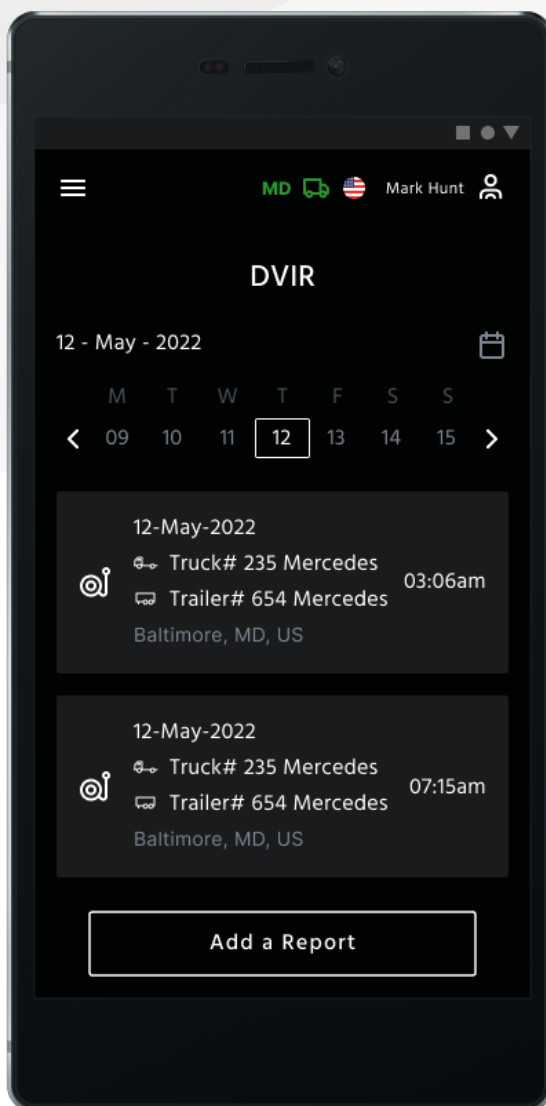 MD Mark Hunt
DVIR
12 - May - 2022
M T W T F S S
09 10 11 12 13 14 15
12-May-2022
Truck# 235 Mercedes
03:06am
Trailer# 654 Mercedes
Baltimore, MD, US
12-May-2022
Truck# 235 Mercedes
07:15am
Trailer# 654 Mercedes
Baltimore, MD, US
Add a Report